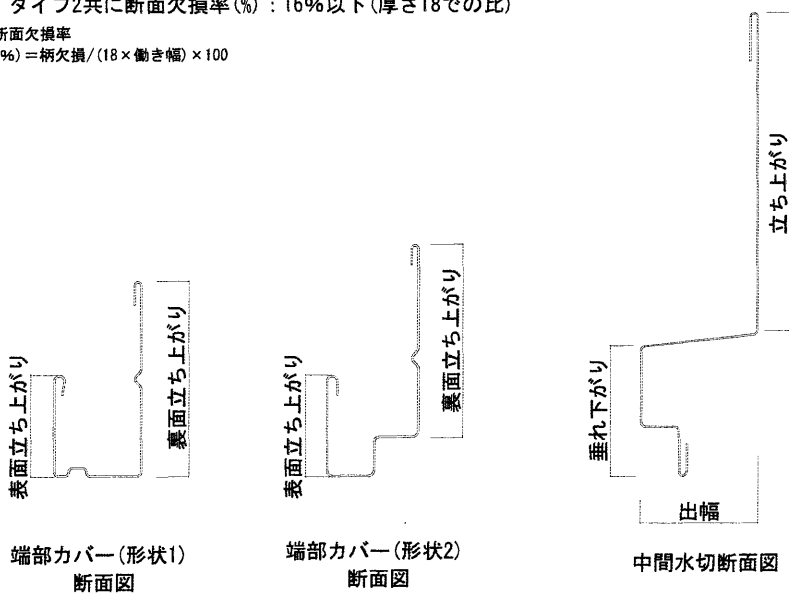 タイプ2共に断面欠損率(%)：16%以下(厚さ18での比)
断面欠損率
%)＝柄欠損/(18×働き幅)×100
立ち上がり
裏面立ち上がり
表面立ち上がり
裏面立ち上がり
表面立ち上がり
垂れ下がり
出幅
端部カバー(形状1)
断面図
端部カバー(形状2)
断面図
中間水切断面図